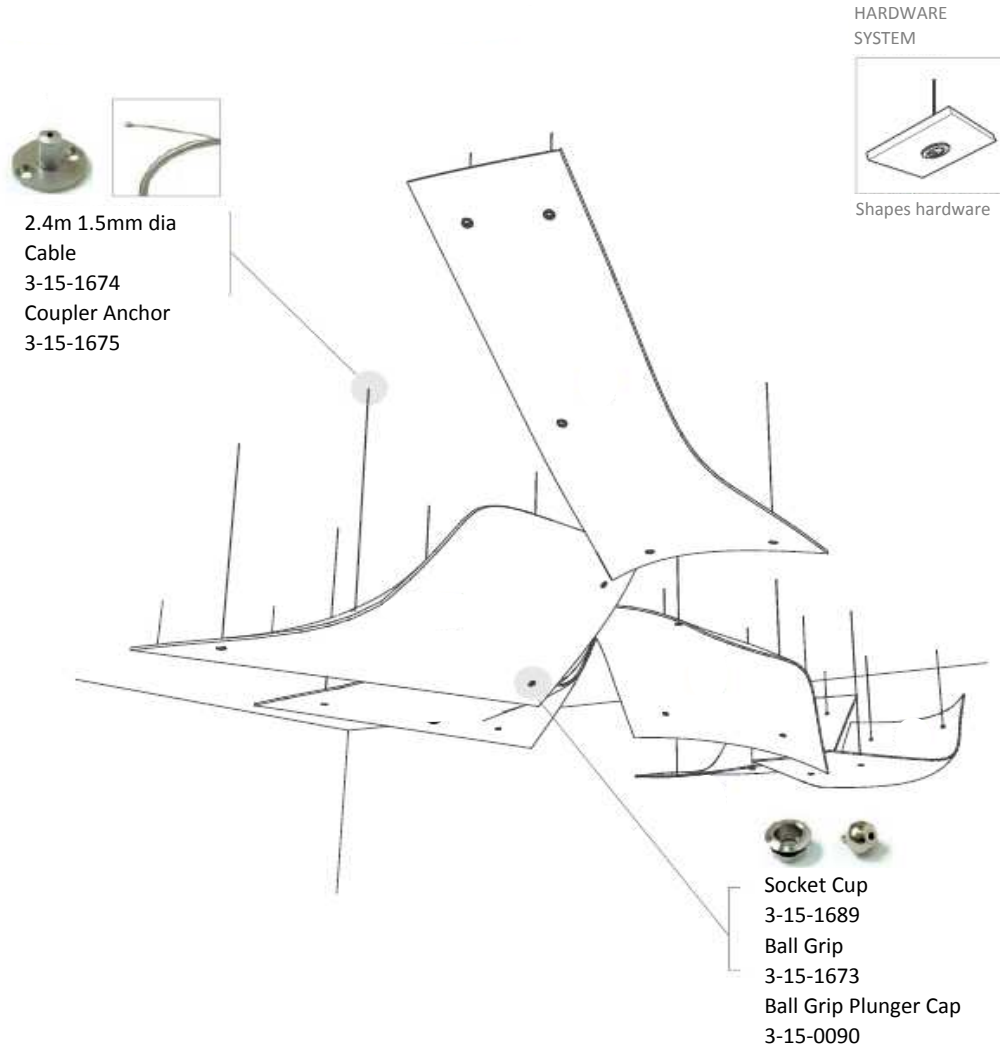 HARDWARE
SYSTEM
Shapes hardware
2.4m 1.5mm dia
Cable
3-15-1674
Coupler Anchor
3-15-1675
Socket Cup
3-15-1689
Ball Grip
3-15-1673
Ball Grip Plunger Cap
3-15-0090